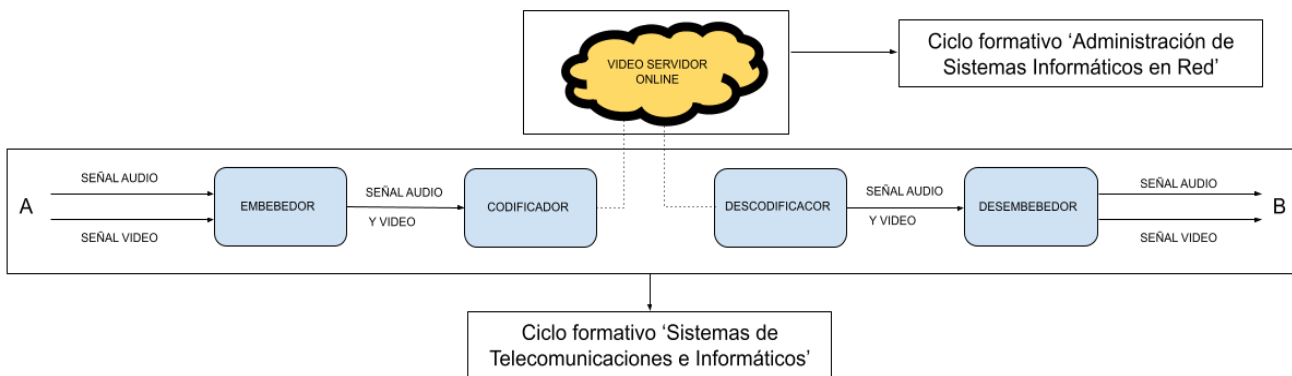 VIDEO SERVIDOR
ONLINE
Ciclo formativo ‘Administración de
Sistemas Informáticos en Red’
A
SEÑAL AUDIO
SEÑAL VIDEO
EMBEBEDOR
SEÑAL AUDIO
Y VIDEO
CODIFICADOR
DESCODIFICACOR
SEÑAL AUDIO
Y VIDEO
DESEMBEBEDOR
SEÑAL AUDIO
SEÑAL VIDEO
B
Ciclo formativo ‘Sistemas de
Telecomunicaciones e Informáticos’